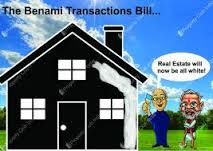 The Benami Transactions Bill...
Real Estate will
now be all white!